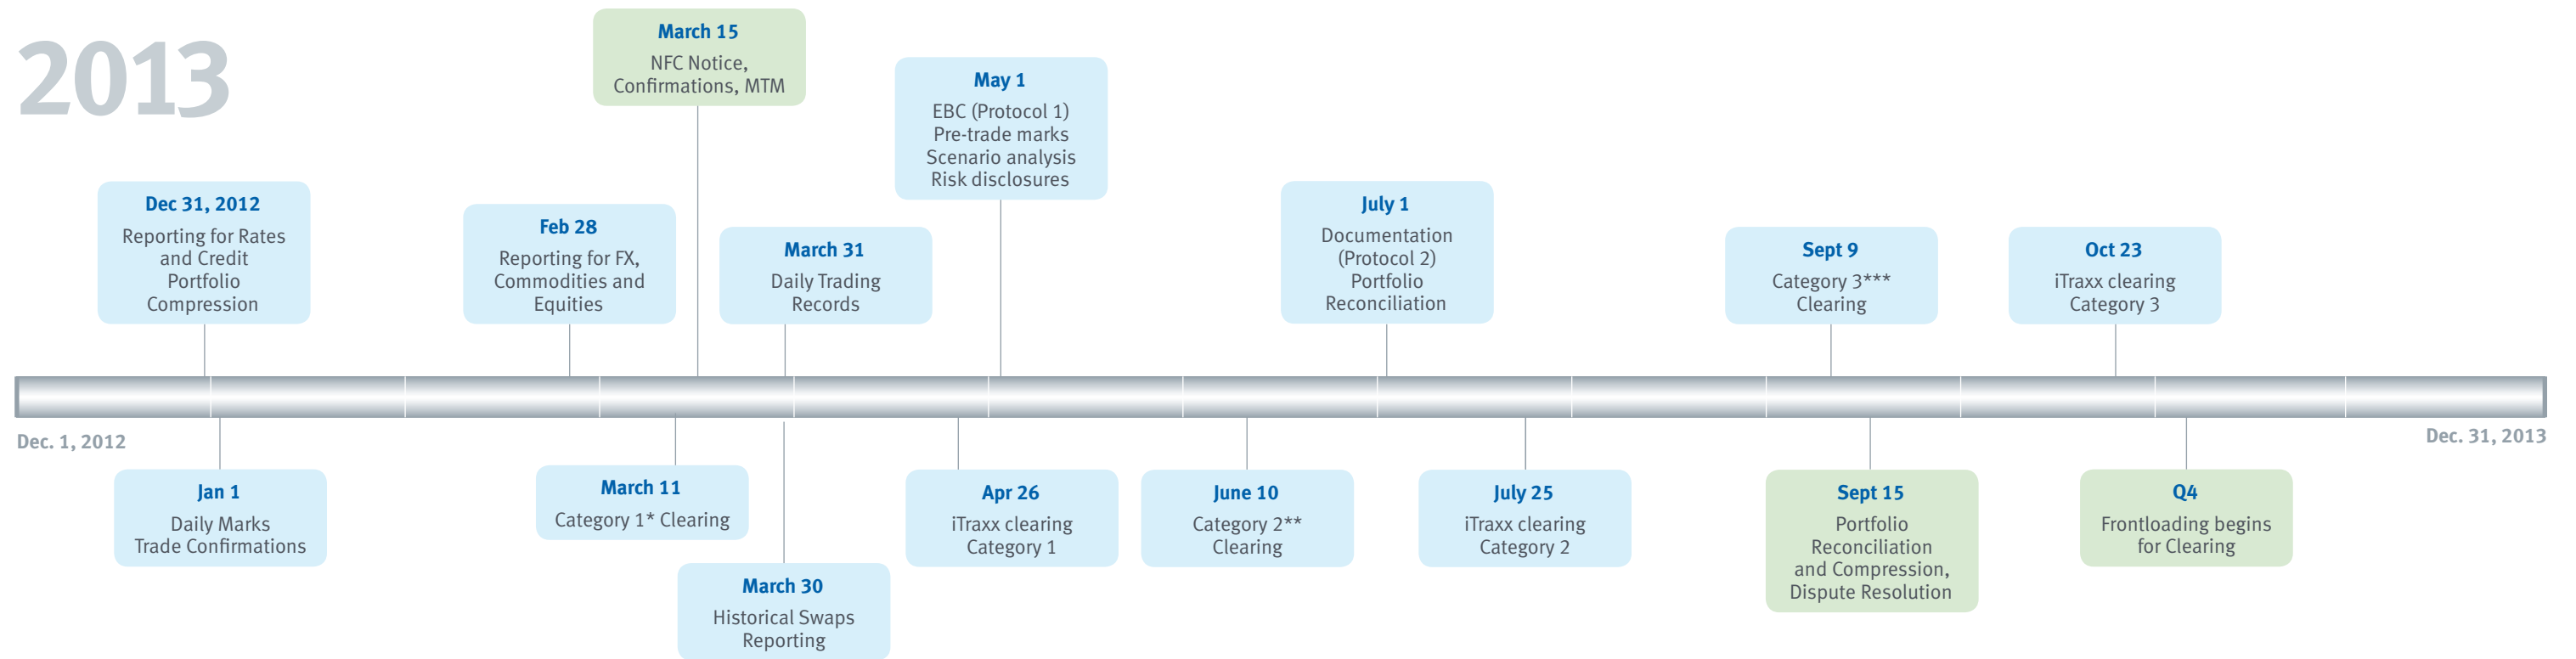 2013
March 15
NFC Notice,
Confirmations, MTM
May 1
EBC (Protocol 1)
Pre-trade marks
Scenario analysis
Risk disclosures
Dec 31, 2012
Reporting for Rates
and Credit
Portfolio
Compression
Feb 28
Reporting for FX,
Commodities and
Equities
March 31
Daily Trading
Records
July 1
Documentation
(Protocol 2)
Portfolio
Reconciliation
Sept 9
Category 3***
Clearing
Oct 23
iTraxx clearing
Category 3
Dec. 1, 2012
Dec. 31, 2013
Jan 1
Daily Marks
Trade Confirmations
March 11
Category 1* Clearing
March 30
Historical Swaps
Reporting
Apr 26
iTraxx clearing
Category 1
June 10
Category 2**
Clearing
July 25
iTraxx clearing
Category 2
Sept 15
Portfolio
Reconciliation
and Compression,
Dispute Resolution
Q4
Frontloading begins
for Clearing